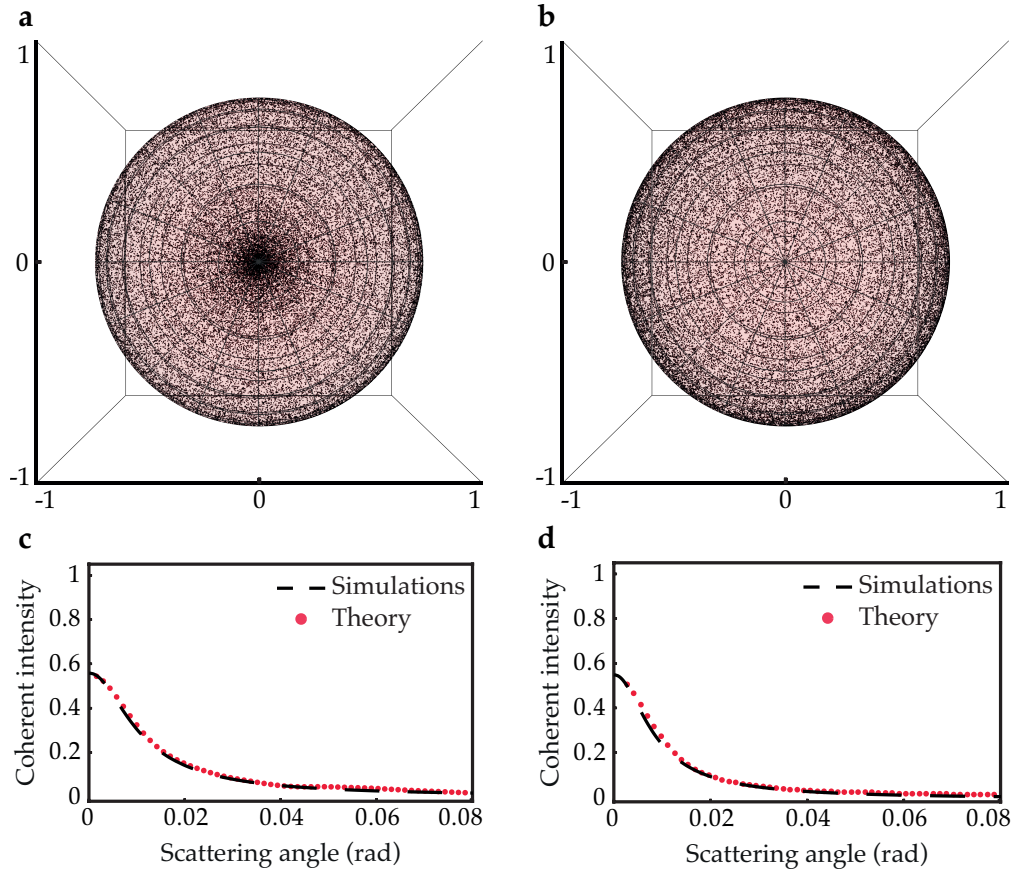 a
b
1
1
0
0
-1
-1
-1
0
1
-1
0
1
c
d
1
0.8
0.6
0.4
0.2
0
Coherent intensity
Simulations
Theory
0
0.02
0.04
0.06
0.08
Scattering angle (rad)
1
0.8
0.6
0.4
0.2
0
Coherent intensity
Simulations
Theory
0
0.02
0.04
0.06
0.08
Scattering angle (rad)